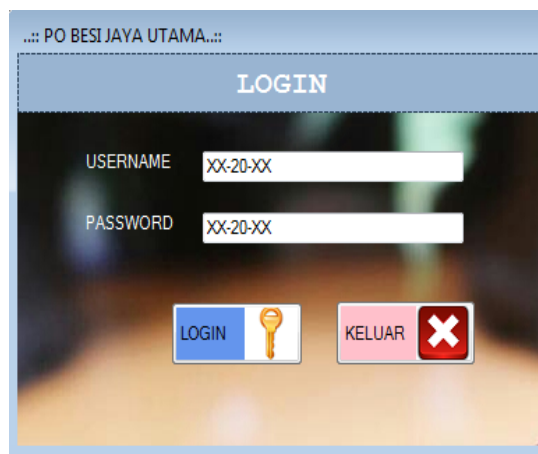 ..:: PO BESI JAYA UTAMA..::
LOGIN
USERNAME XX-20-XX
PASSWORD XX-20-XX
LOGIN KELUAR